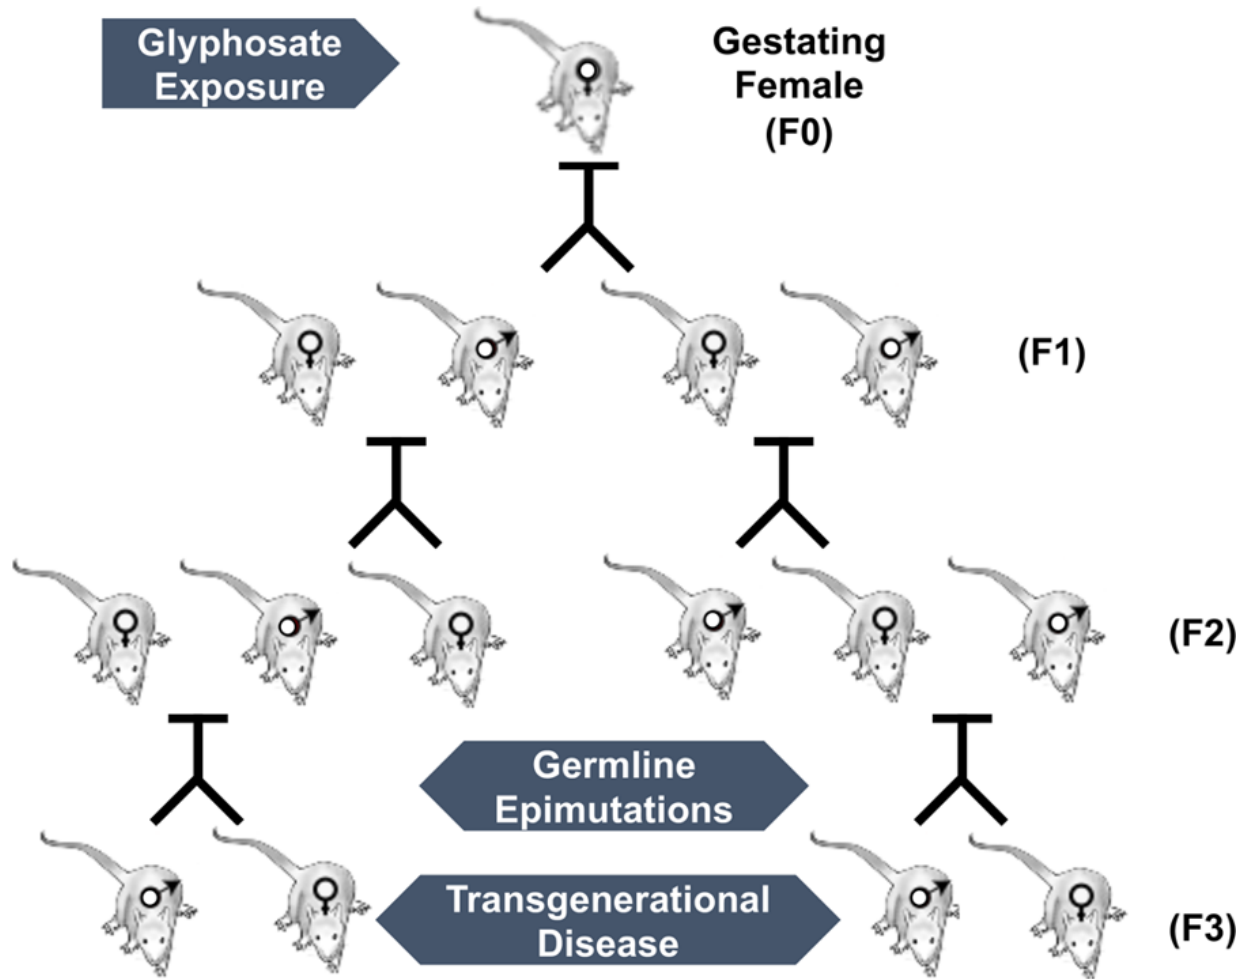 Glyphosate
Exposure
Gestating
Female
(F0)
(F1)
(F2)
Germline
Epimutations
Transgenerational
Disease
(F3)